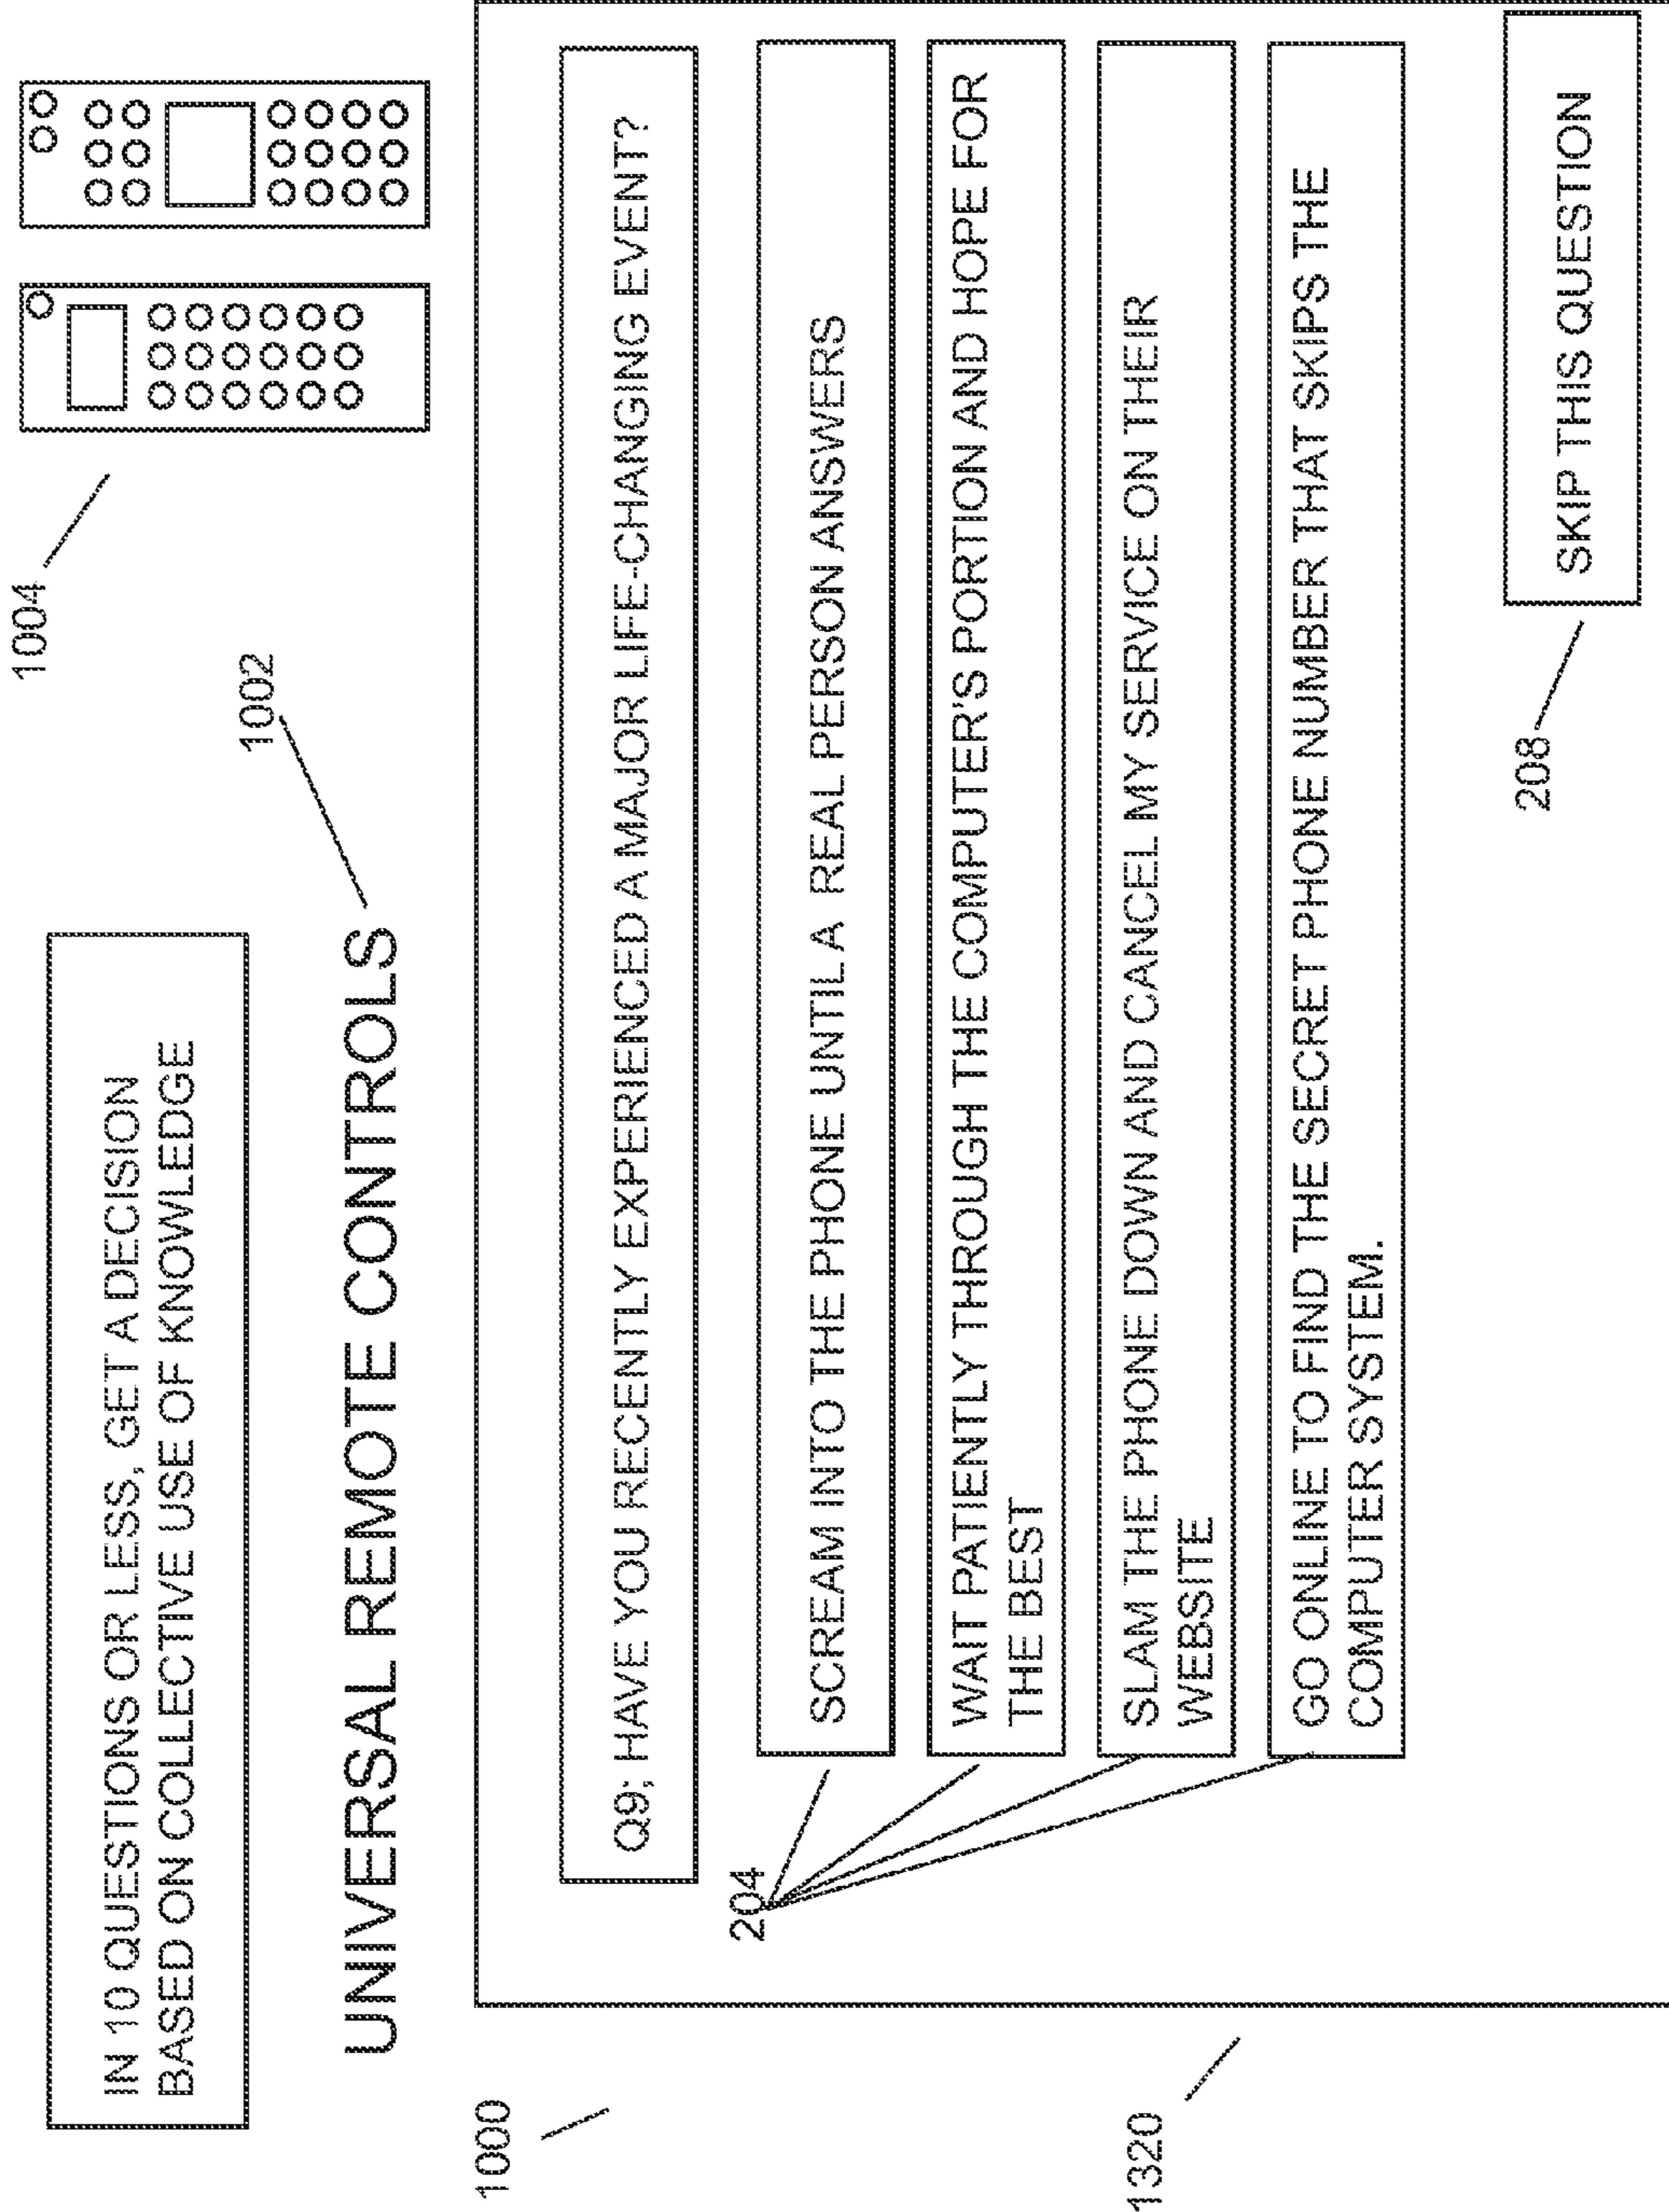 IN 10 QUESTIONS OR LESS, GET A DECISION
BASED ON COLLECTIVE USE OF KNOWLEDGE
1004
UNIVERSAL REMOTE CONTROLS
1002
1000
Q9; HAVE YOU RECENTLY EXPERIENCED A MAJOR LIFE-CHANGING EVENT?
204
SCREAM INTO THE PHONE UNTIL A REAL PERSON ANSWERS
WAIT PATIENTLY THROUGH THE COMPUTER'S PORTION AND HOPE FOR
THE BEST
SLAM THE PHONE DOWN AND CANCEL MY SERVICE ON THEIR
WEBSITE
1320
GO ONLINE TO FIND THE SECRET PHONE NUMBER THAT SKIPS THE
COMPUTER SYSTEM.
208
SKIP THIS QUESTION